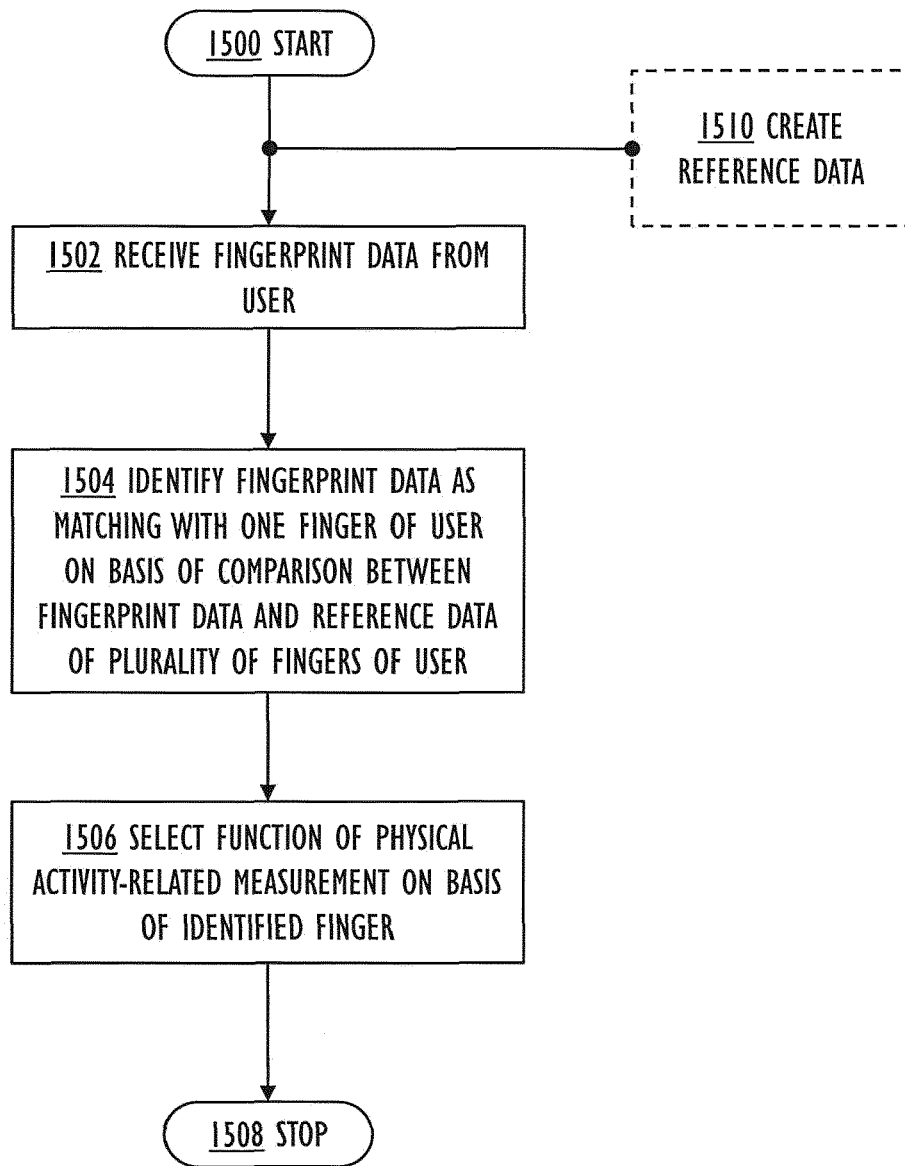 1500 START
1510 CREATE
REFERENCE DATA
1502 RECEIVE FINGERPRINT DATA FROM
USER
1504 IDENTIFY FINGERPRINT DATA AS
MATCHING WITH ONE FINGER OF USER
ON BASIS OF COMPARISON BETWEEN
FINGERPRINT DATA AND REFERENCE DATA
OF PLURALITY OF FINGERS OF USER
1506 SELECT FUNCTION OF PHYSICAL
ACTIVITY-RELATED MEASUREMENT ON BASIS
OF IDENTIFIED FINGER
1508 STOP